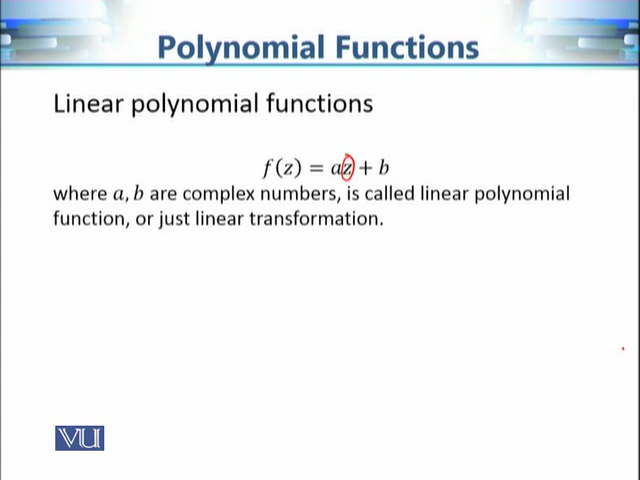 Polynomial Functions
Linear polynomial functions
f(z) = az + b
where a, b are complex numbers, is called linear polynomial
function, or just linear transformation.
VU